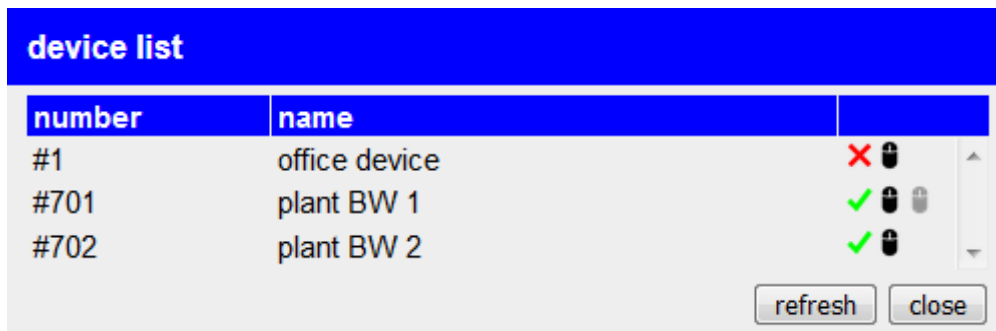 device list
number name
#1 office device
#701 plant BW 1
#702 plant BW 2
refresh close